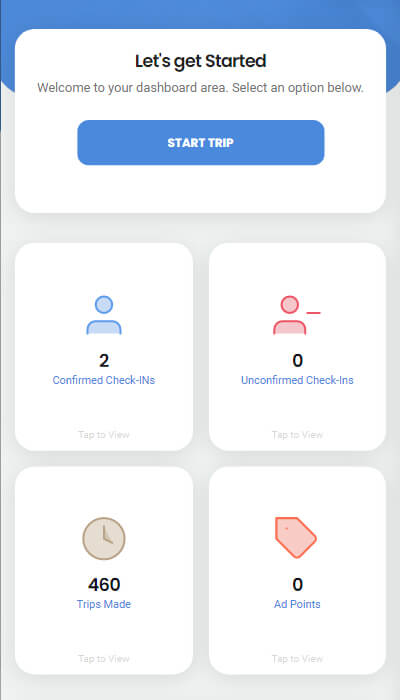 Let's get Started
Welcome to your dashboard area. Select an option below.
START TRIP
2
Confirmed Check-INs
Tap to View
0
Unconfirmed Check-Ins
Tap to View
460
Trips Made
Tap to View
0
Ad Points
Tap to View